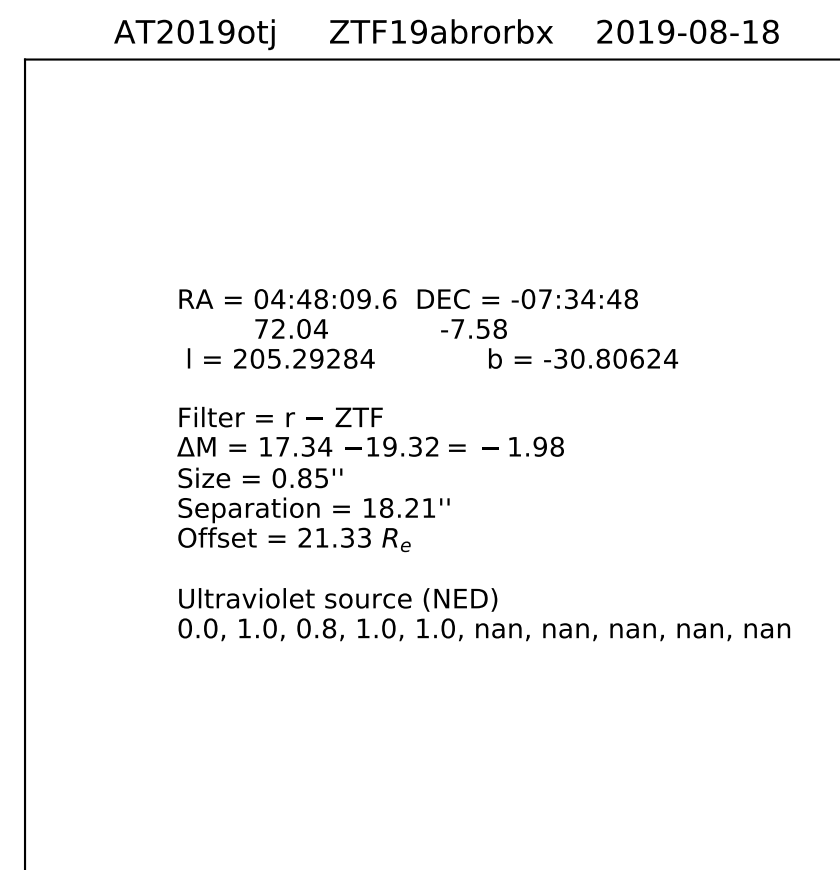 AT2019otj ZTF19abrorbx 2019-08-18
RA = 04:48:09.6 DEC = -07:34:48
72.04 -7.58
l = 205.29284 b = -30.80624
Filter = r − ZTF
ΔM = 17.34 −19.32 = −1.98
Size = 0.85''
Separation = 18.21''
Offset = 21.33 Re
Ultraviolet source (NED)
0.0, 1.0, 0.8, 1.0, 1.0, nan, nan, nan, nan, nan